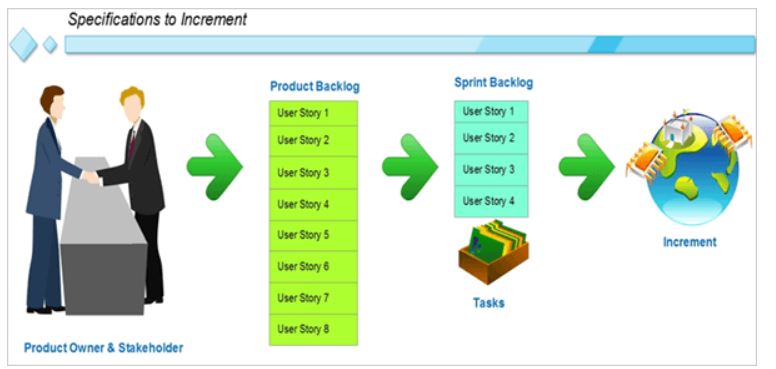 Specifications to Increment
Product Backlog
User Story 1
User Story 2
User Story 3
User Story 4
User Story 5
User Story 6
User Story 7
User Story 8
Sprint Backlog
User Story 1
User Story 2
User Story 3
User Story 4
Tasks
Increment
Product Owner & Stakeholder